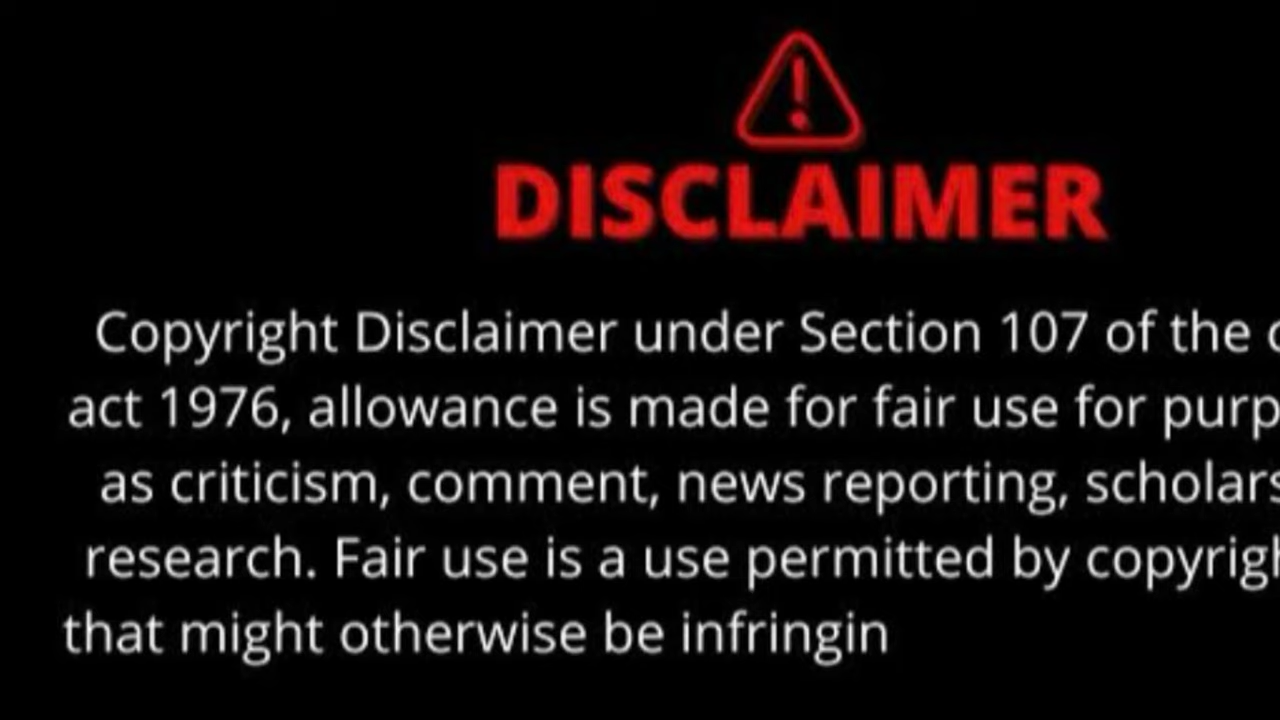 DISCLAIMER
Copyright Disclaimer under Section 107 of the
act 1976, allowance is made for fair use for purp
as criticism, comment, news reporting, scholars
research. Fair use is a use permitted by copyrigh
that might otherwise be infringin